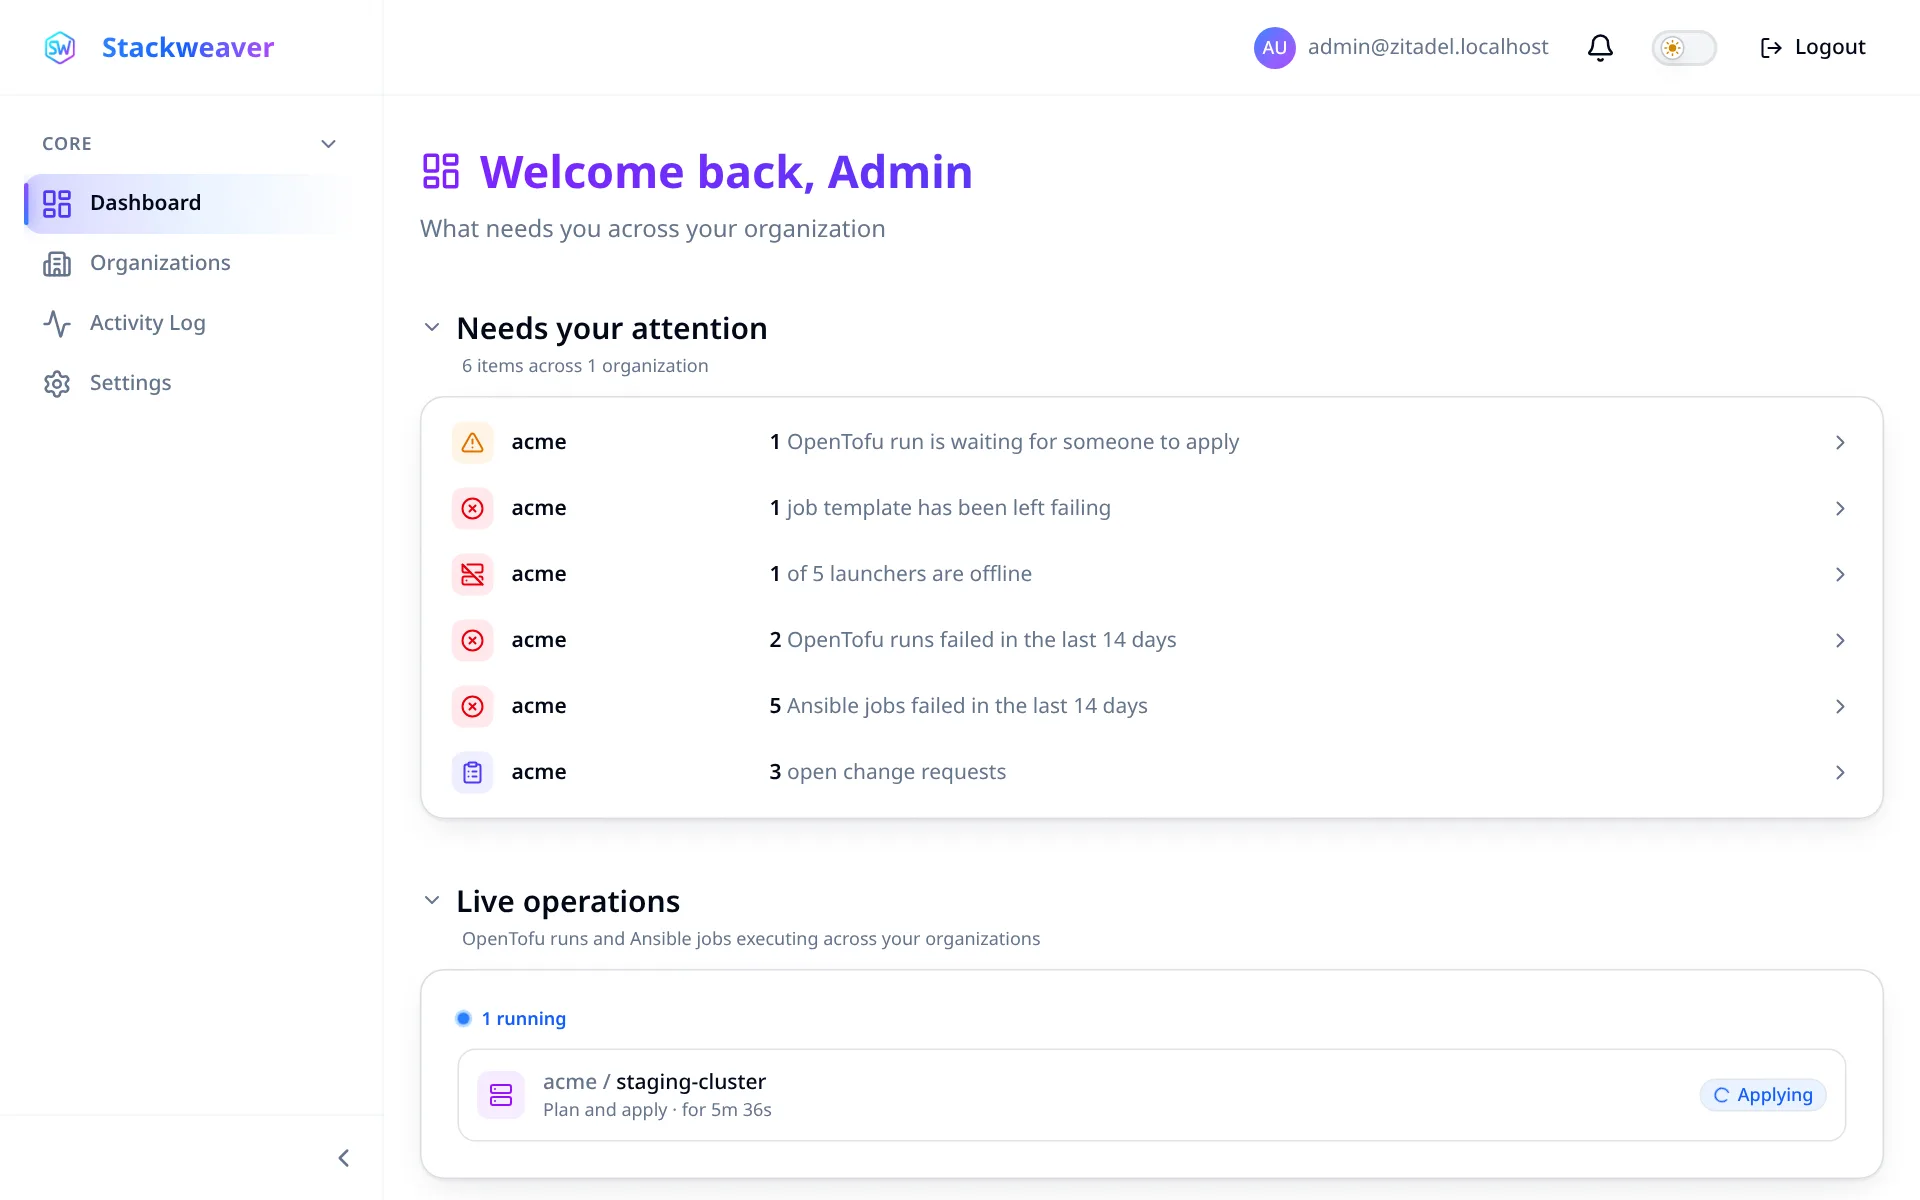 SW Stackweaver
AU admin@zitadel.localhost Logout
CORE
Dashboard
Organizations
Activity Log
Settings
Welcome back, Admin
What needs you across your organization
Needs your attention
6 items across 1 organization
acme 1 OpenTofu run is waiting for someone to apply
acme 1 job template has been left failing
acme 1 of 5 launchers are offline
acme 2 OpenTofu runs failed in the last 14 days
acme 5 Ansible jobs failed in the last 14 days
acme 3 open change requests
Live operations
OpenTofu runs and Ansible jobs executing across your organizations
1 running
acme / staging-cluster
Plan and apply · for 5m 36s
Applying